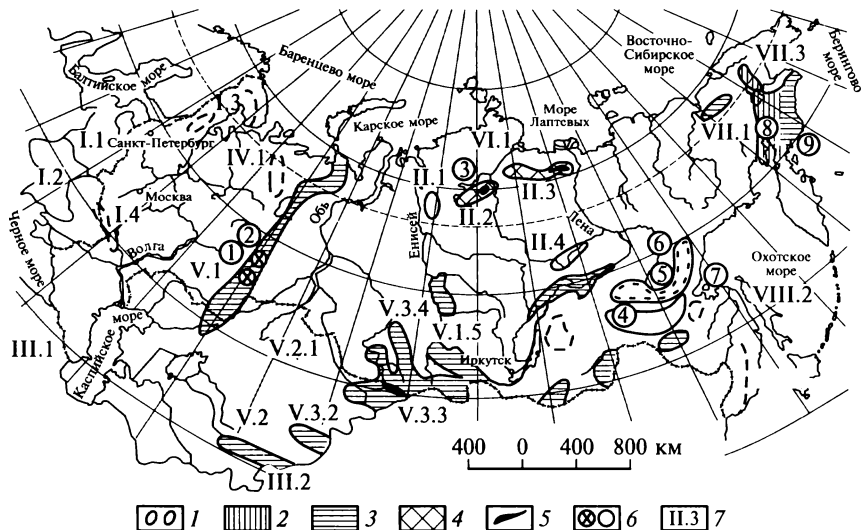 Балтийское море
Баренцево море
Карское море
Море
Лаптевых
Восточно-
Сибирское
море
Берингово
море
VII.3
I.3
I.1
Санкт-Петербург
I.2
IV.1
Москва
I.4
Волга
Черное море
V.1
Обь
Енисей
VI.1
II.1
3
II.2
II.3
Лена
II.4
VII.1
8
9
2
1
6
5
7
4
Охотское
море
VIII.2
III.1
Каспийское море
V.3.4
V.1.5
V.2.1
Иркутск
V.2
V.3.2
V.3.3
III.2
400 0 400 800 км
1 2 3 4 5 6 II.3 7